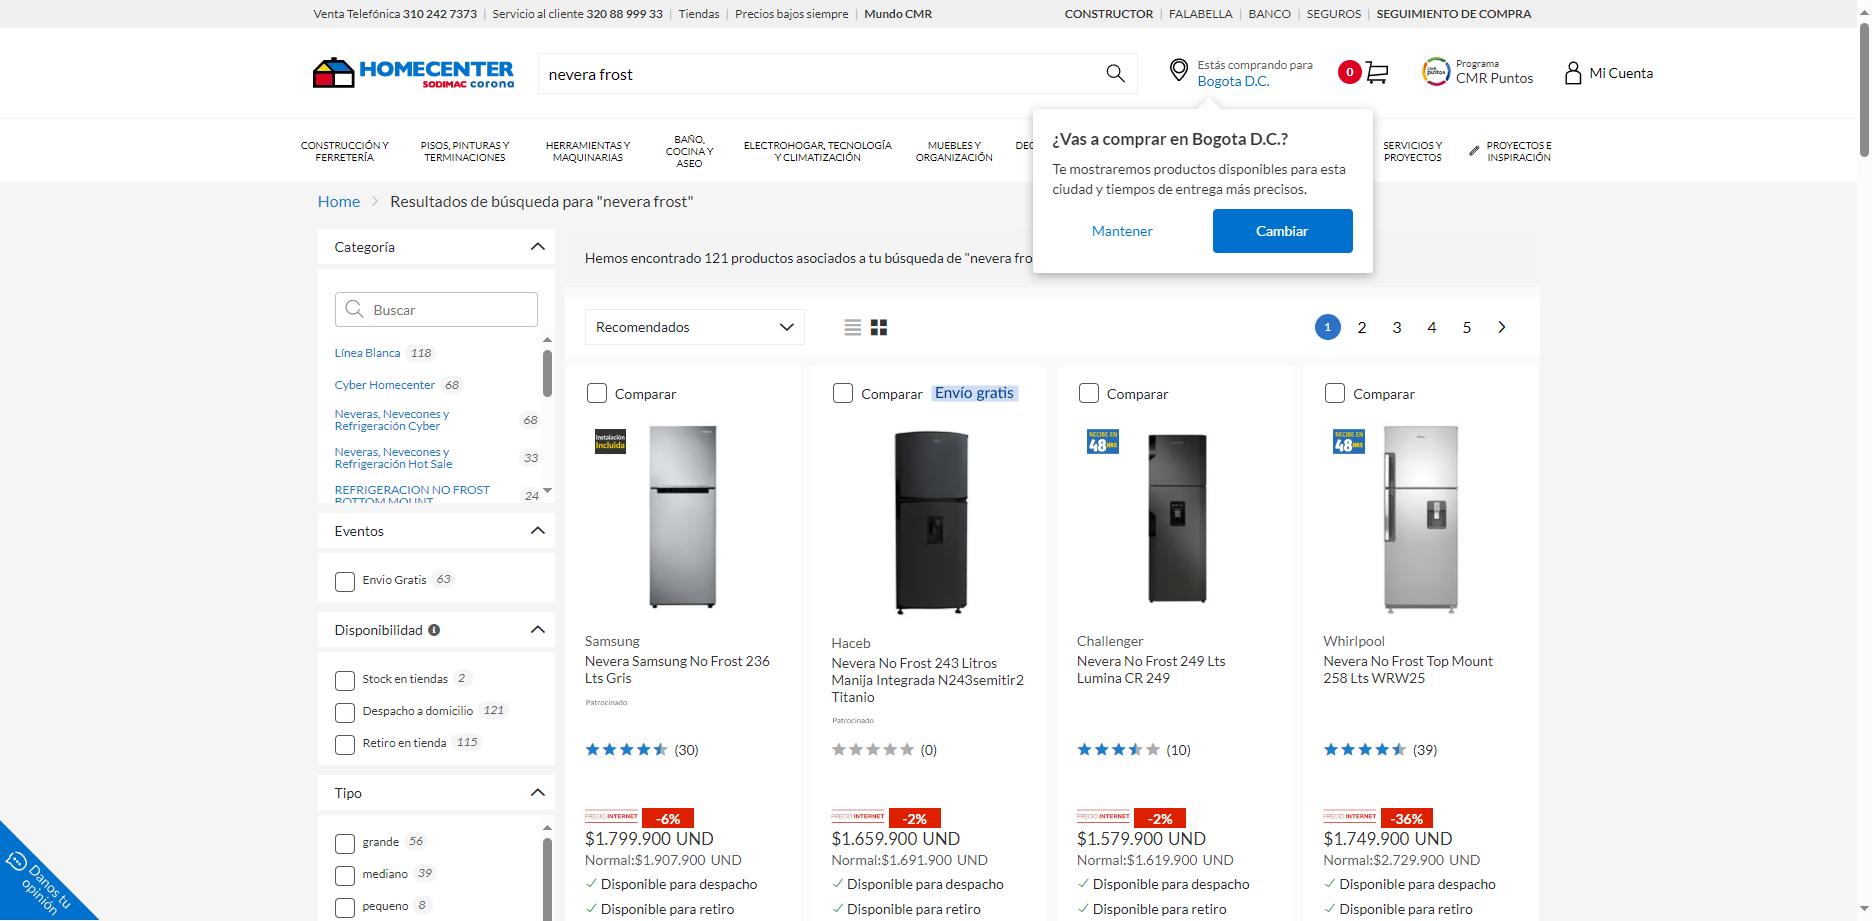 Venta Telefónica 310 242 7373 | Servicio al cliente 320 88 999 33 | Tiendas | Precios bajos siempre | Mundo CMR
CONSTRUCTOR | FALABELLA | BANCO | SEGUROS | SEGUIMIENTO DE COMPRA
HOMECENTER
SODIMAC corona
nevera frost
Estás comprando para
Bogota D.C.
0
Programa
CMR Puntos
Mi Cuenta
CONSTRUCCIÓN Y
FERRETERÍA
PISOS, PINTURAS Y
TERMINACIONES
HERRAMIENTAS Y
MAQUINARIAS
BAÑO,
COCINA Y
ASEO
ELECTROHOGAR, TECNOLOGÍA
Y CLIMATIZACIÓN
MUEBLES Y
ORGANIZACIÓN
SERVICIOS Y
PROYECTOS
PROYECTOS E
INSPIRACIÓN
¿Vas a comprar en Bogota D.C.?
Te mostraremos productos disponibles para esta
ciudad y tiempos de entrega más precisos.
Mantener
Cambiar
Home > Resultados de búsqueda para "nevera frost"
Hemos encontrado 121 productos asociados a tu búsqueda de "nevera fro
Categoría
Buscar
Línea Blanca 118
Cyber Homecenter 68
Neveras, Nevecones y
Refrigeración Cyber 68
Neveras, Nevecones y
Refrigeración Hot Sale 33
REFRIGERACION NO FROST
BOTTOM MOUNT 24
Eventos
Envio Gratis 63
Disponibilidad
Stock en tiendas 2
Despacho a domicilio 121
Retiro en tienda 115
Tipo
grande 56
mediano 39
pequeno 8
Danos tu
opinión
Recomendados
1 2 3 4 5
Comparar
Instalación
Incluida
Samsung
Nevera Samsung No Frost 236
Lts Gris
Patrocinado
(30)
PRECIO INTERNET -6%
$1.799.900 UND
Normal:$1.907.900 UND
Disponible para despacho
Disponible para retiro
Comparar Envío gratis
Haceb
Nevera No Frost 243 Litros
Manija Integrada N243semitir2
Titanio
Patrocinado
(0)
PRECIO INTERNET -2%
$1.659.900 UND
Normal:$1.691.900 UND
Disponible para despacho
Disponible para retiro
Comparar
RECIBE EN
48 HRS
Challenger
Nevera No Frost 249 Lts
Lumina CR 249
(10)
PRECIO INTERNET -2%
$1.579.900 UND
Normal:$1.619.900 UND
Disponible para despacho
Disponible para retiro
Comparar
RECIBE EN
48 HRS
Whirlpool
Nevera No Frost Top Mount
258 Lts WRW25
(39)
PRECIO INTERNET -36%
$1.749.900 UND
Normal:$2.729.900 UND
Disponible para despacho
Disponible para retiro